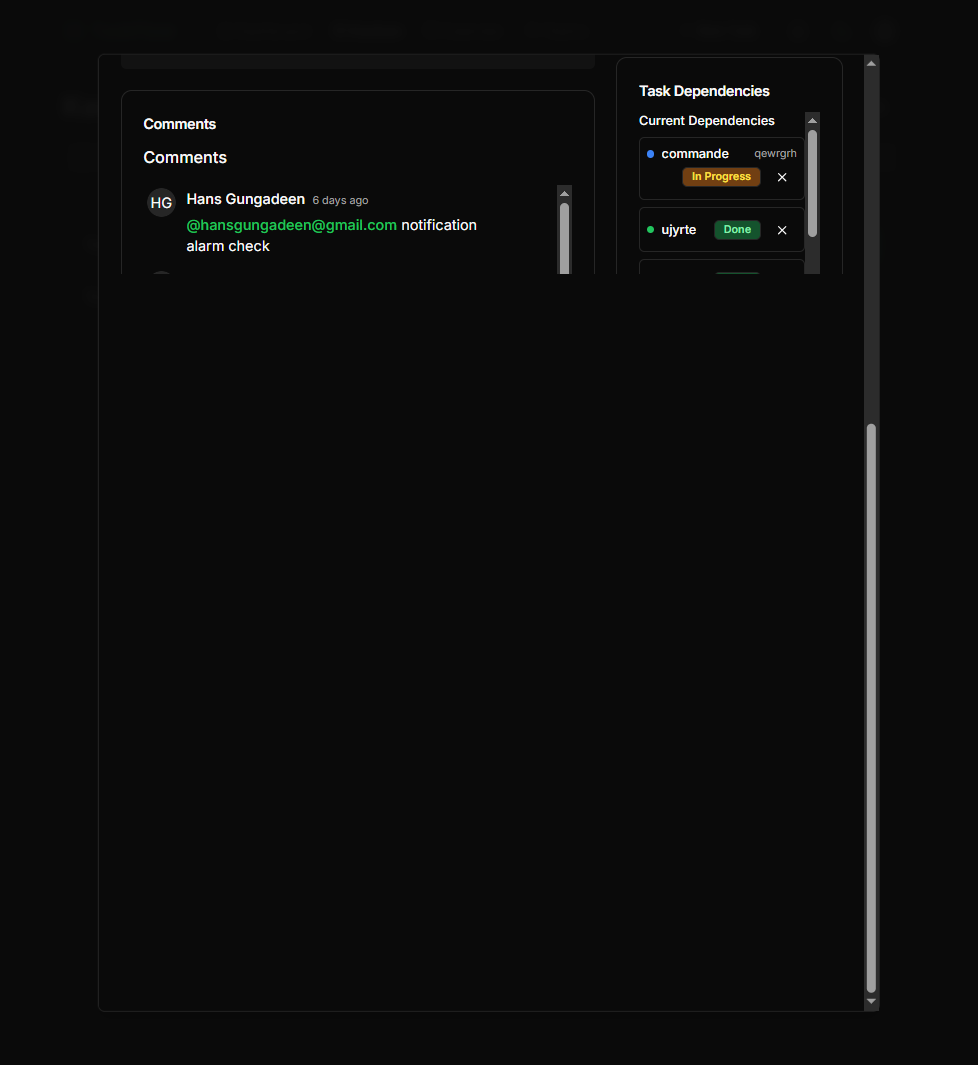 Comments
Comments
HG
Hans Gungadeen 6 days ago
@hansgungadeen@gmail.com notification
alarm check
Task Dependencies
Current Dependencies
commande qewrgrh
In Progress
ujyrte Done